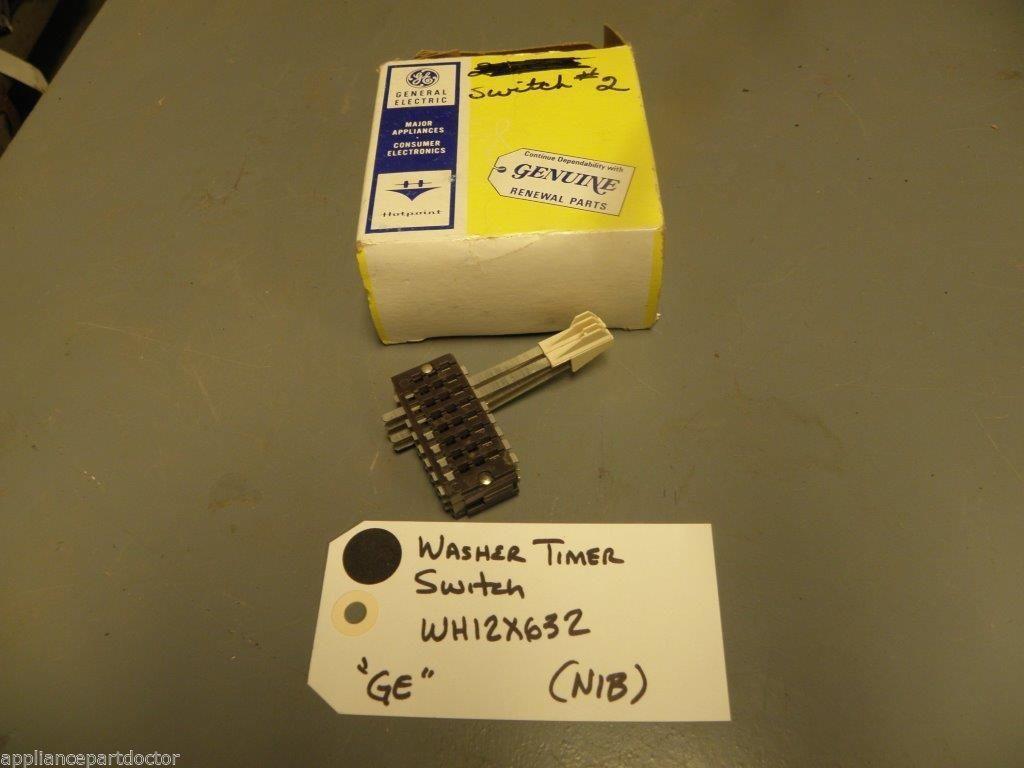 GE
GENERAL
ELECTRIC
MAJOR
APPLIANCES
CONSUMER
ELECTRONICS
Hotpoint
Switch #2
Continue Dependability with
GENUINE
RENEWAL PARTS
WASHER TIMER
SWitch
WH12X632
"GE" (NIB)
appliancepartdoctor